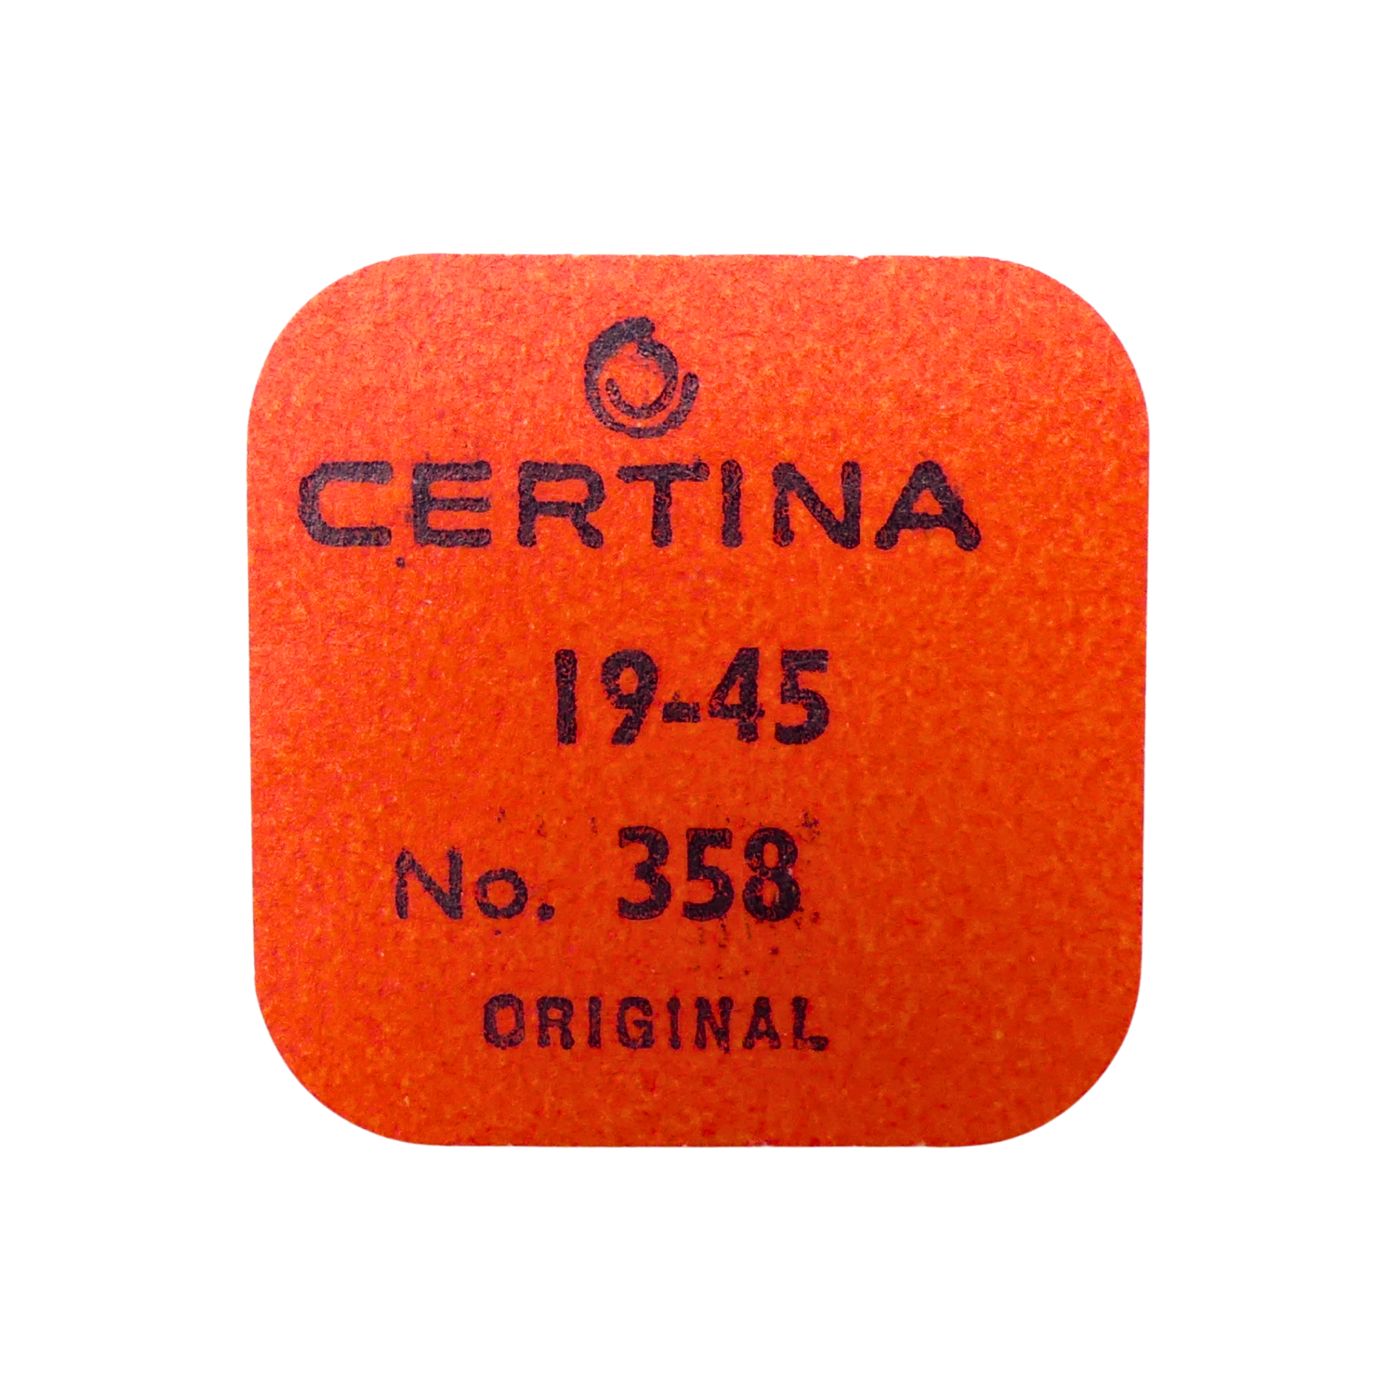 CERTINA
19-45
No. 358
ORIGINAL